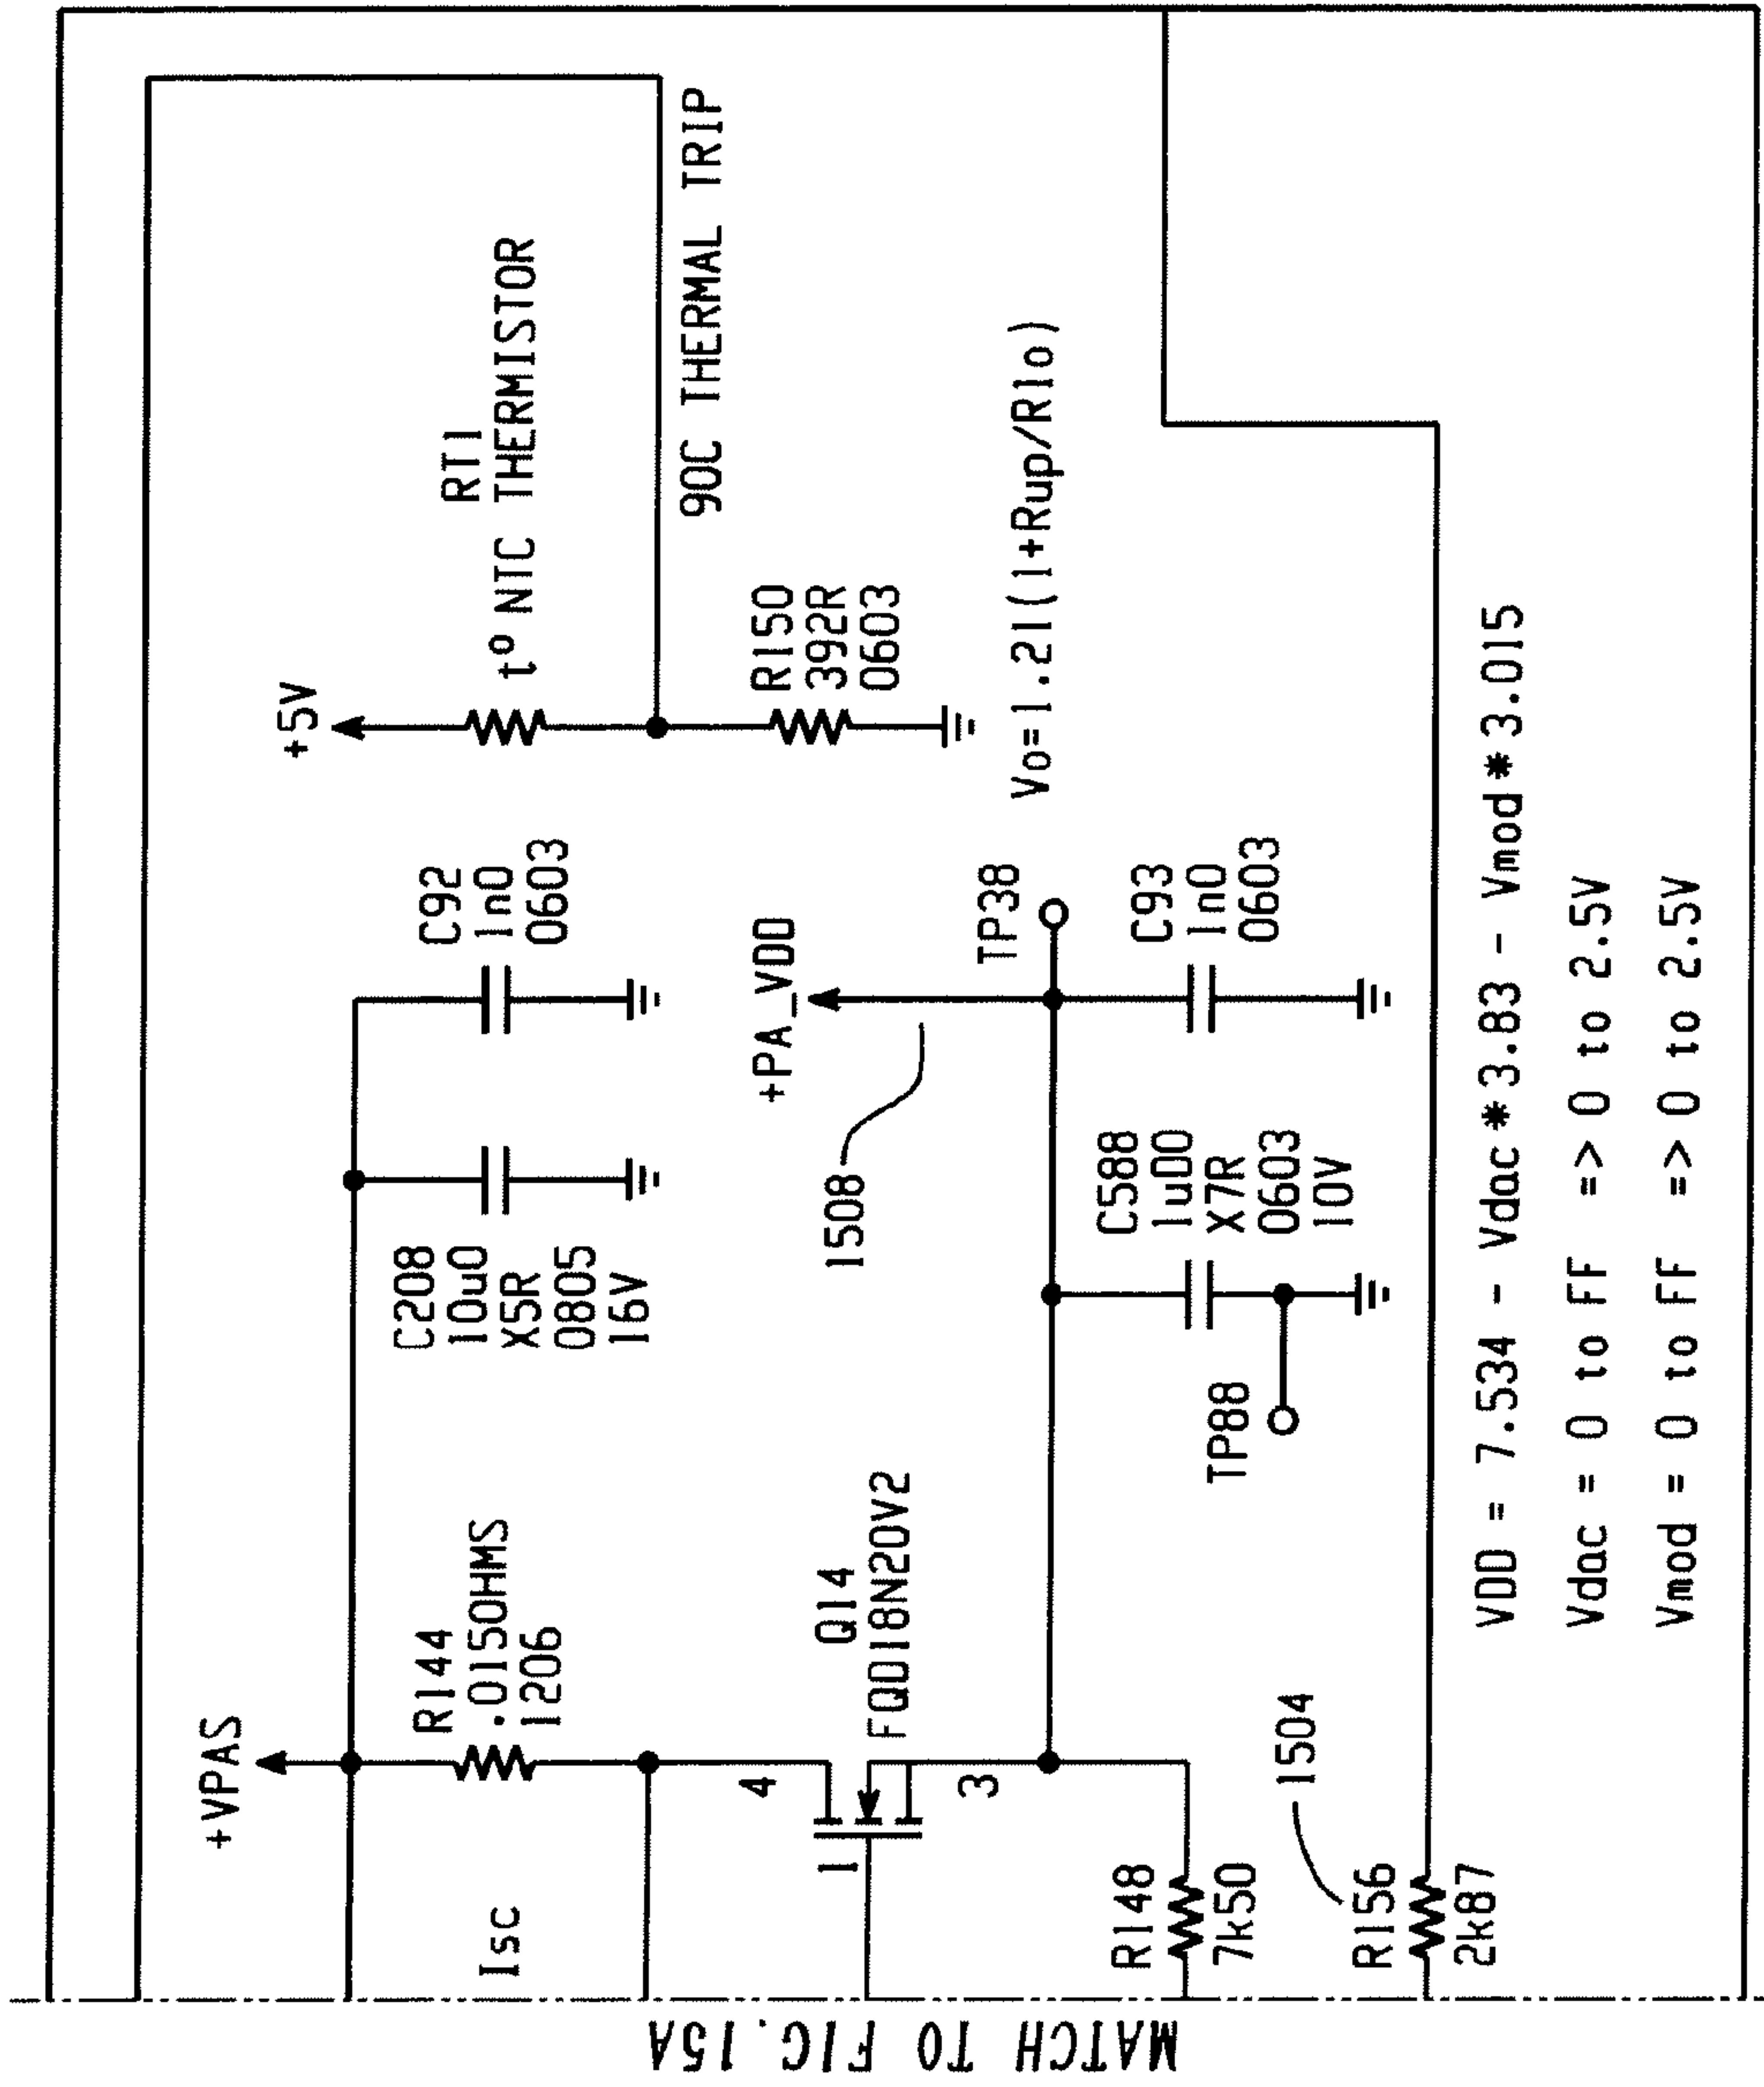 +VPAS
Isc
R144
.0150HMS
1206
C208
10u0
X5R
0805
16V
C92
1n0
0603
+5V
RT1
t° NTC THERMISTOR
90C THERMAL TRIP
R150
392R
0603
Q14
FQD18N20V2
4
1
3
+PA_VDD
1508
TP38
Vo=1.21(1+Rup/Rlo)
C588
1uD0
X7R
0603
10V
C93
1n0
0603
TP88
R148
7k50
1504
R156
2k87
VDD = 7.534 - Vdac*3.83 - Vmod*3.015
Vdac = 0 to FF => 0 to 2.5V
Vmod = 0 to FF => 0 to 2.5V
MATCH TO FIG.15A